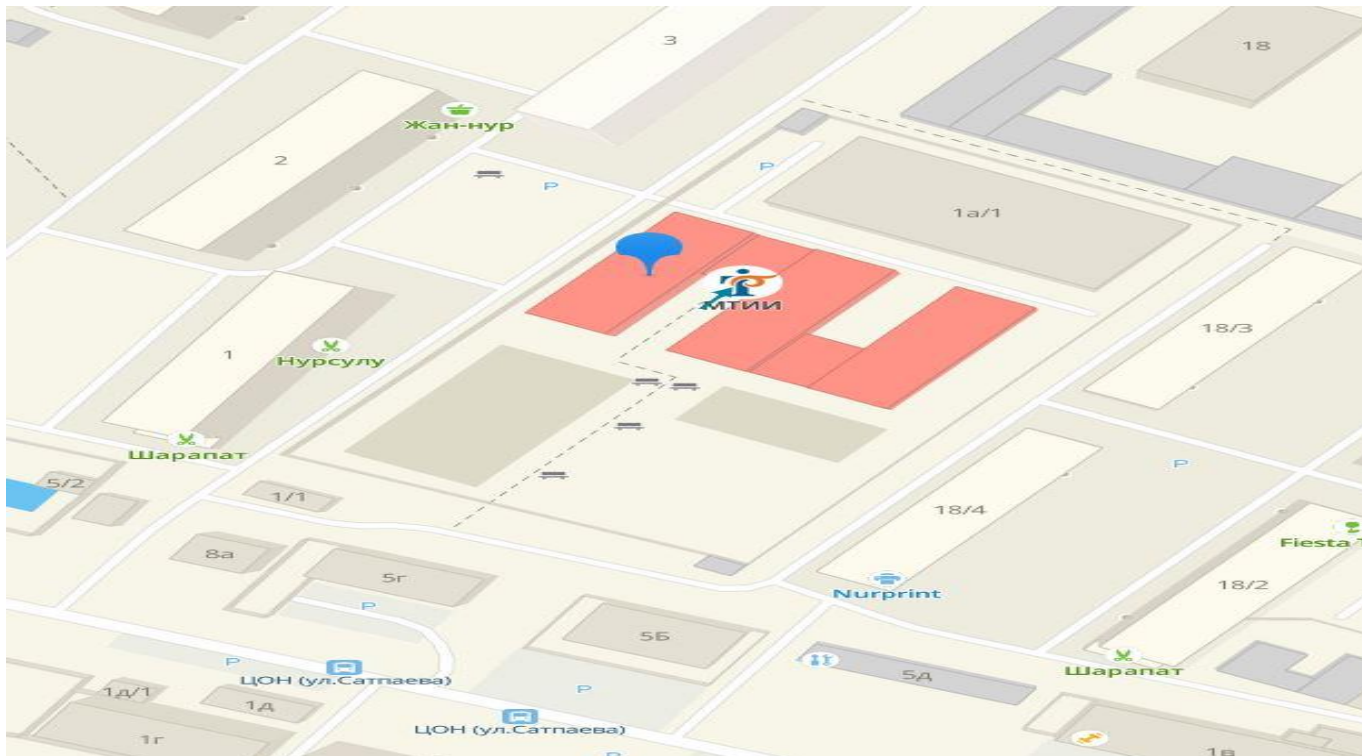 3
18
Жан-нур
2
P
P
1а/1
МТИИ
18/3
1
Нурсулу
Шарапат
P
5/2
1/1
18/4
8а
5г
Fiesta
18/2
Nurprint
P
5Б
P
ЦОН (ул.Сатпаева)
5д
Шарапат
1д/1
1д
P
ЦОН (ул.Сатпаева)
1г
1в
P